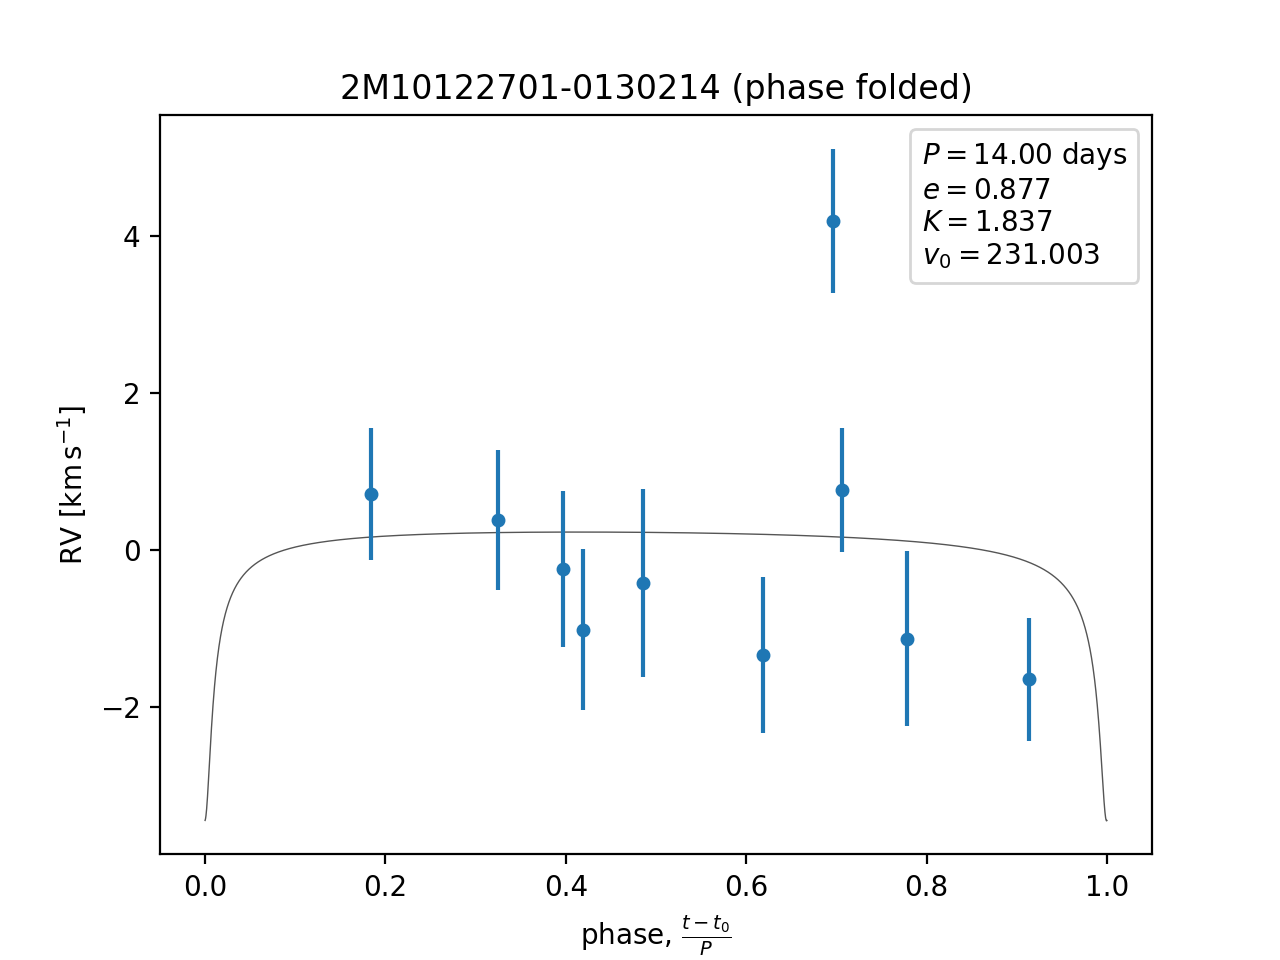 2M10122701-0130214 (phase folded)
P = 14.00 days
e = 0.877
K = 1.837
v₀ = 231.003
4
2
0
−2
RV [km s⁻¹]
0.0 0.2 0.4 0.6 0.8 1.0
phase, (t − t₀)/P